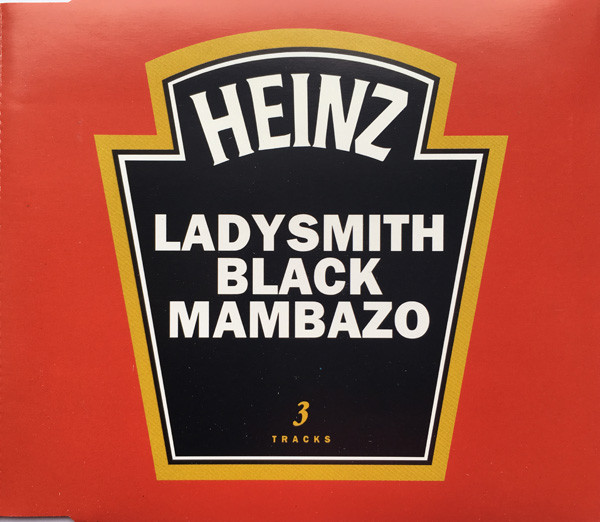 HEINZ
LADYSMITH
BLACK
MAMBAZO
3
TRACKS